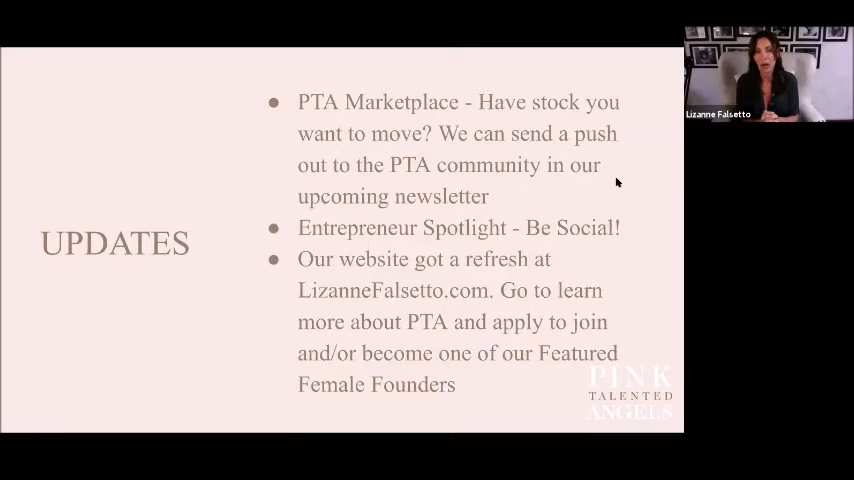 UPDATES
● PTA Marketplace - Have stock you
want to move? We can send a push
out to the PTA community in our
upcoming newsletter
● Entrepreneur Spotlight - Be Social!
● Our website got a refresh at
LizanneFalsetto.com. Go to learn
more about PTA and apply to join
and/or become one of our Featured
Female Founders
PINK
TALENTED
ANGELS
Lizanne Falsetto